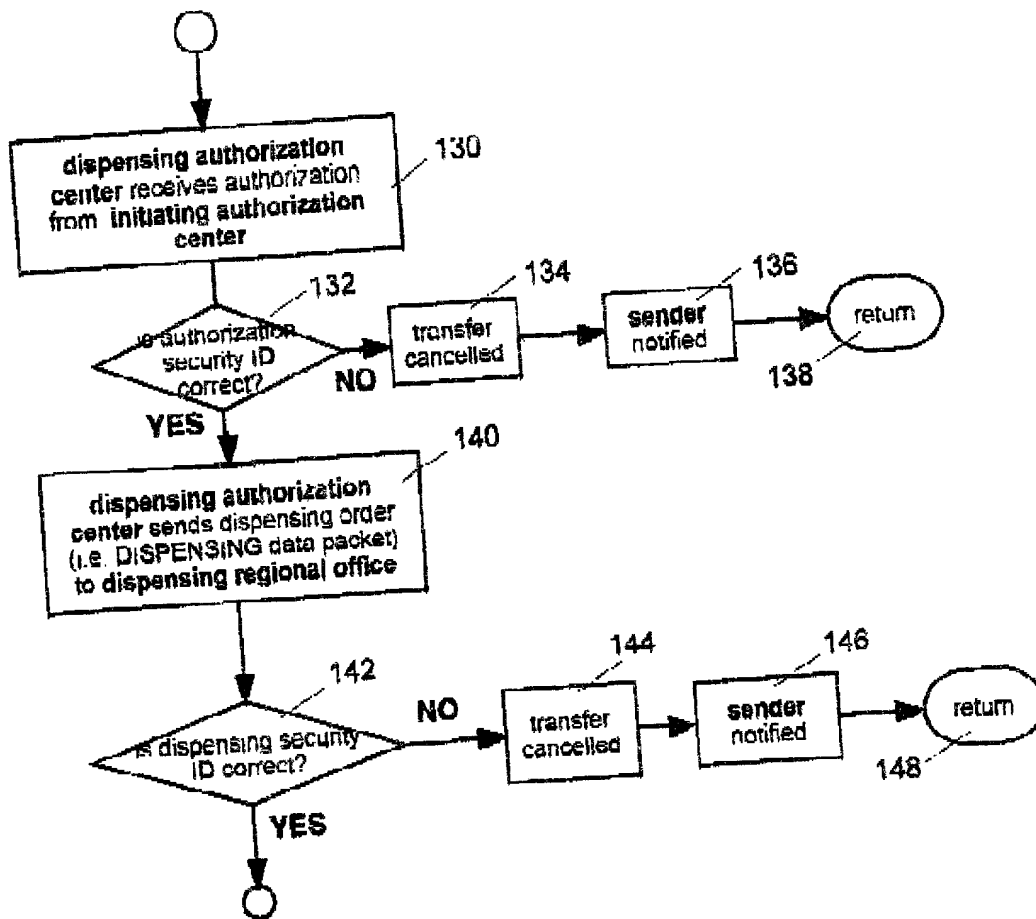 dispensing authorization
center receives authorization
from initiating authorization
center
130
132
is authorization
security ID
correct?
NO
YES
134
transfer
cancelled
136
sender
notified
return
138
140
dispensing authorization
center sends dispensing order
(i.e. DISPENSING data packet)
to dispensing regional office
142
is dispensing security
ID correct?
NO
YES
144
transfer
cancelled
146
sender
notified
return
148